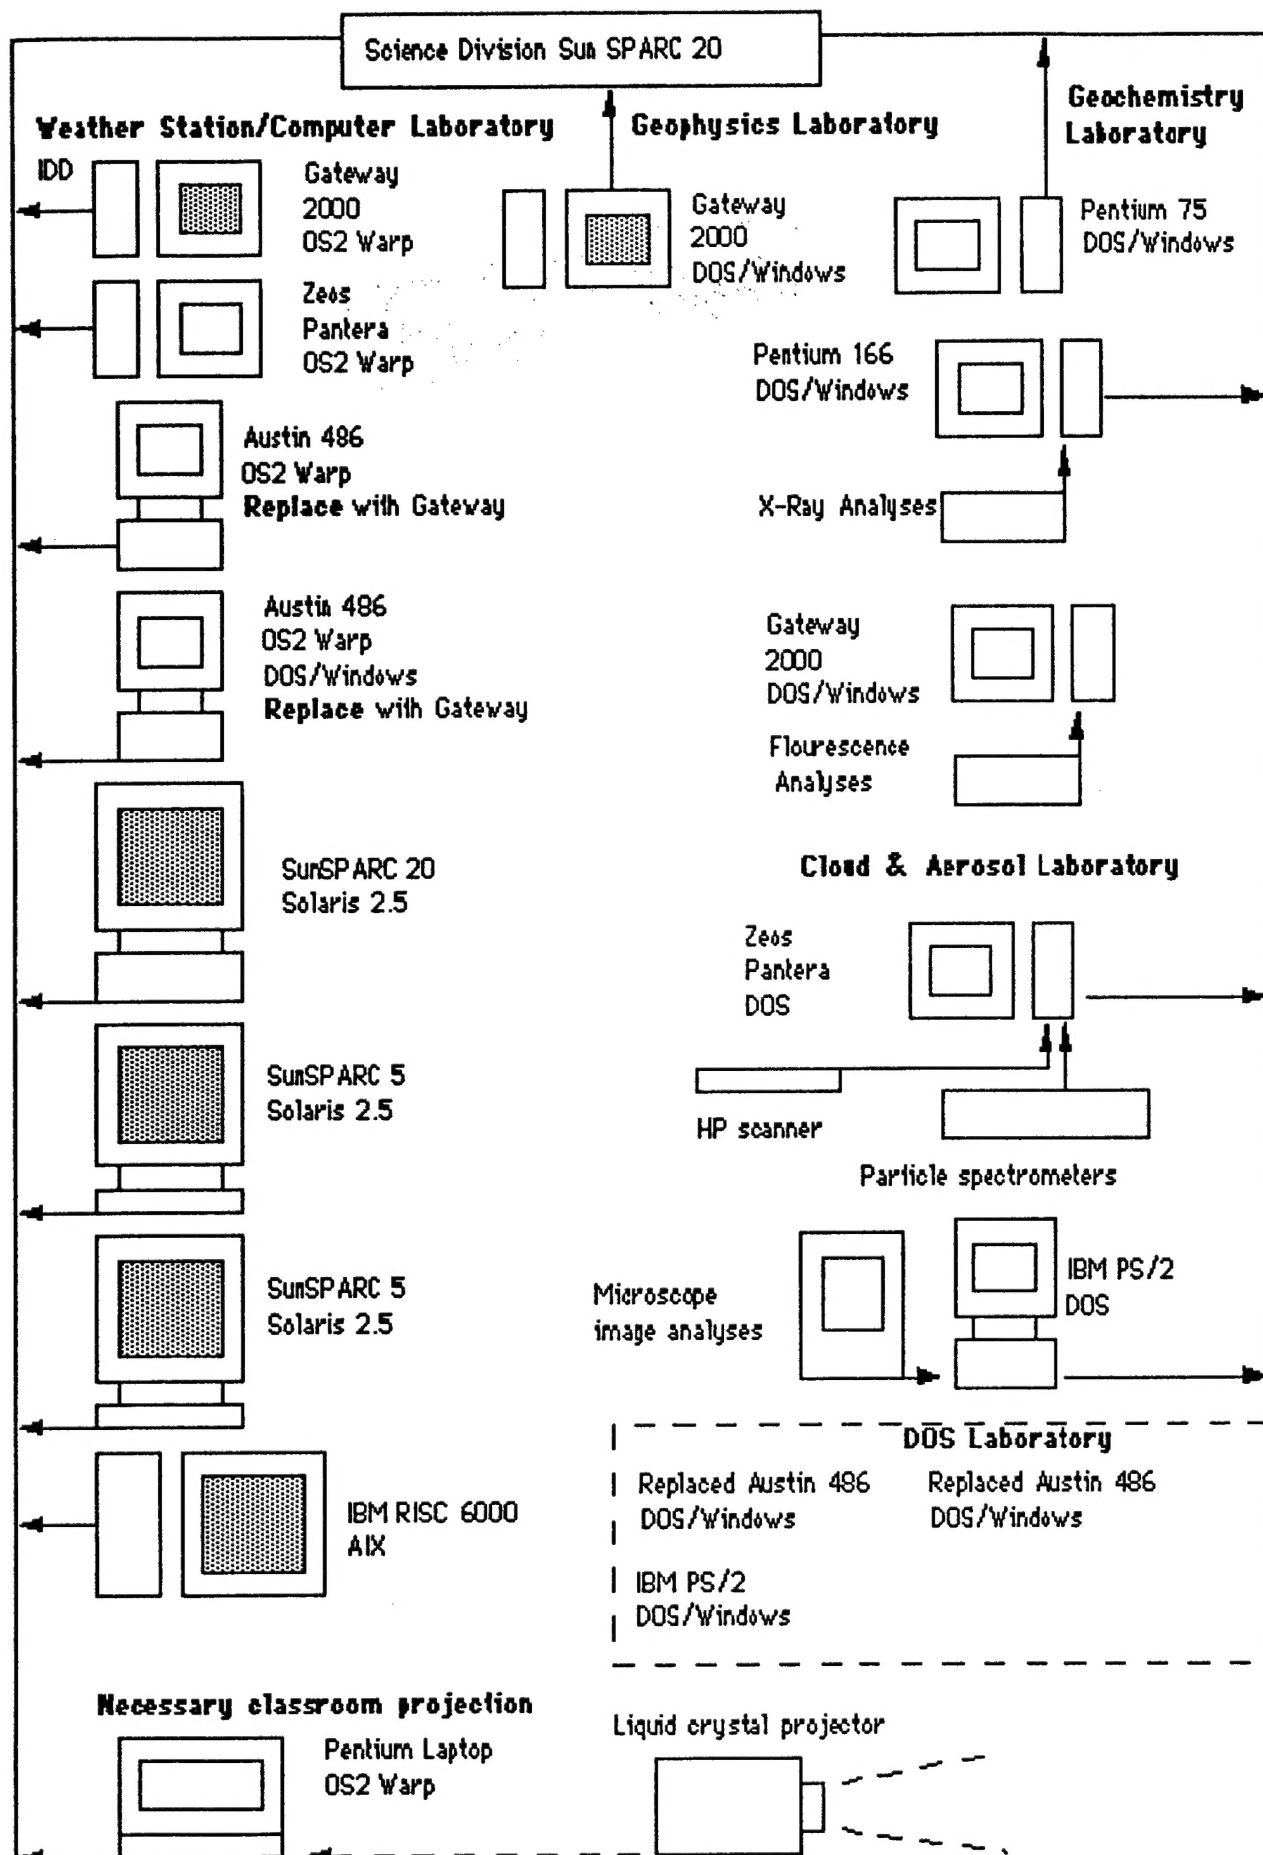 Science Division Sun SPARC 20
Weather Station/Computer Laboratory
IDD
Gateway
2000
OS2 Warp
Zeos
Pantera
OS2 Warp
Austin 486
OS2 Warp
Replace with Gateway
Austin 486
OS2 Warp
DOS/Windows
Replace with Gateway
SunSPARC 20
Solaris 2.5
SunSPARC 5
Solaris 2.5
SunSPARC 5
Solaris 2.5
IBM RISC 6000
AIX
Geophysics Laboratory
Gateway
2000
DOS/Windows
Geochemistry
Laboratory
Pentium 75
DOS/Windows
Pentium 166
DOS/Windows
X-Ray Analyses
Gateway
2000
DOS/Windows
Flourescence
Analyses
Cloud & Aerosol Laboratory
Zeos
Pantera
DOS
HP scanner
Particle spectrometers
Microscope
image analyses
IBM PS/2
DOS
DOS Laboratory
Replaced Austin 486
DOS/Windows
Replaced Austin 486
DOS/Windows
IBM PS/2
DOS/Windows
Necessary classroom projection
Pentium Laptop
OS2 Warp
Liquid crystal projector